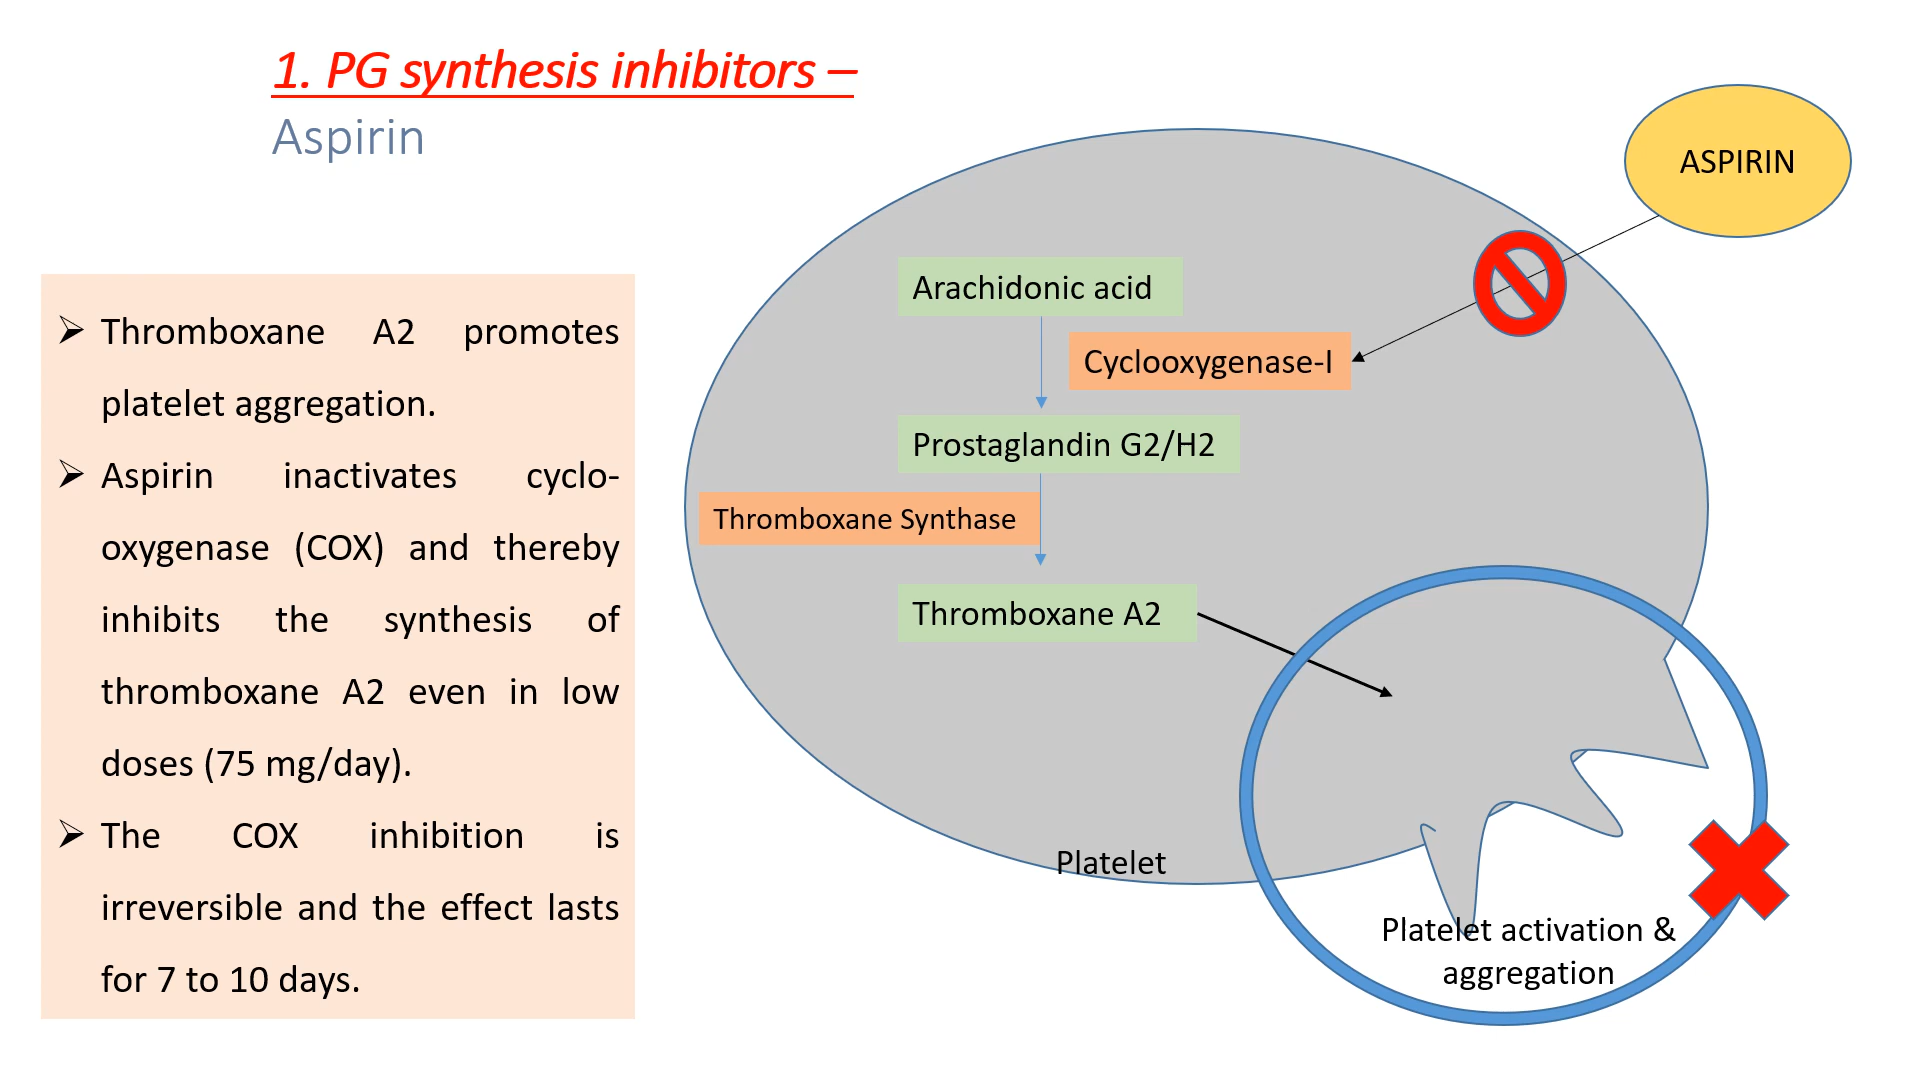 1. PG synthesis inhibitors –
Aspirin
➢ Thromboxane A2 promotes
platelet aggregation.
➢ Aspirin inactivates cyclo-
oxygenase (COX) and thereby
inhibits the synthesis of
thromboxane A2 even in low
doses (75 mg/day).
➢ The COX inhibition is
irreversible and the effect lasts
for 7 to 10 days.
ASPIRIN
Arachidonic acid
Cyclooxygenase-I
Prostaglandin G2/H2
Thromboxane Synthase
Thromboxane A2
Platelet
Platelet activation &
aggregation